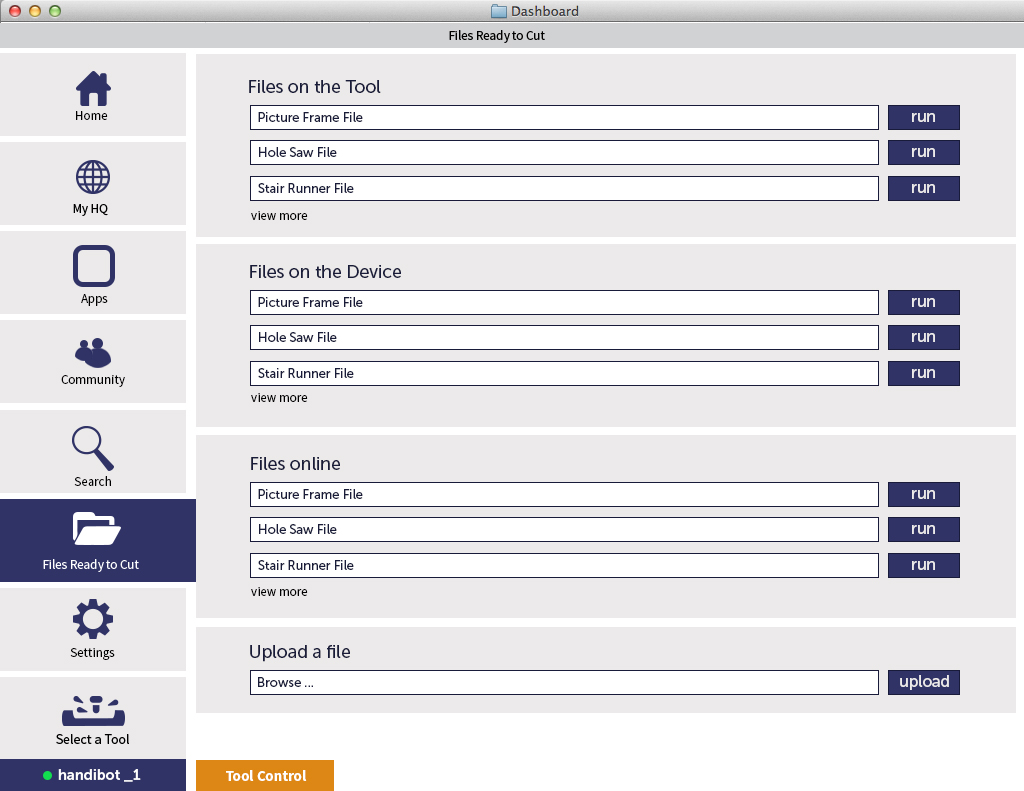 Dashboard
Files Ready to Cut
Home
My HQ
Apps
Community
Search
Files Ready to Cut
Settings
Select a Tool
handibot _1
Files on the Tool
Picture Frame File run
Hole Saw File run
Stair Runner File run
view more
Files on the Device
Picture Frame File run
Hole Saw File run
Stair Runner File run
view more
Files online
Picture Frame File run
Hole Saw File run
Stair Runner File run
view more
Upload a file
Browse ... upload
Tool Control